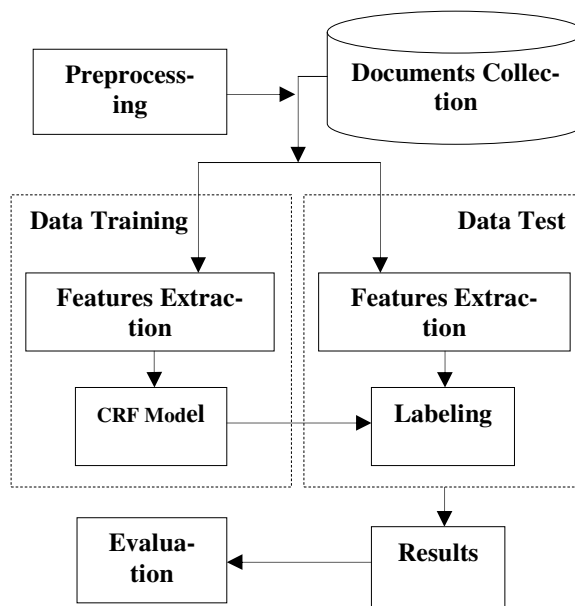 Preprocess-
ing
Documents Collec-
tion
Data Training
Data Test
Features Extrac-
tion
Features Extrac-
tion
CRF Model
Labeling
Evalua-
tion
Results